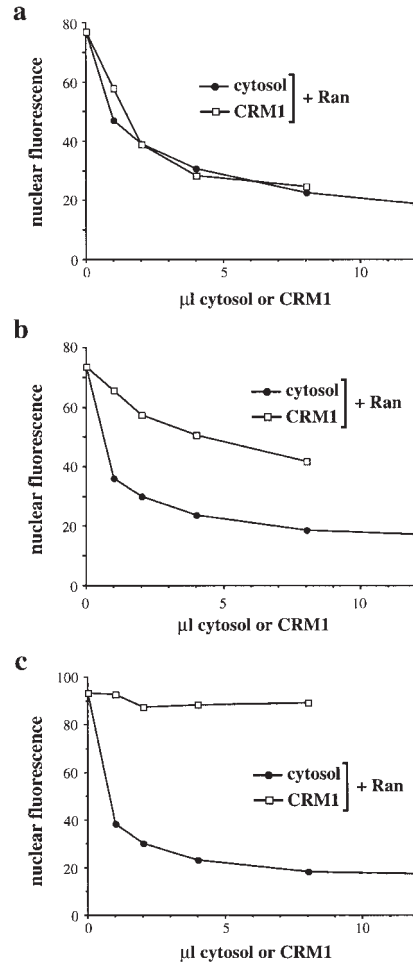 a
80
60
40
20
0
nuclear fluorescence
cytosol
CRM1
+ Ran
0
5
10
µl cytosol or CRM1
b
80
60
40
20
0
nuclear fluorescence
cytosol
CRM1
+ Ran
0
5
10
µl cytosol or CRM1
c
100
80
60
40
20
0
nuclear fluorescence
cytosol
CRM1
+ Ran
0
5
10
µl cytosol or CRM1